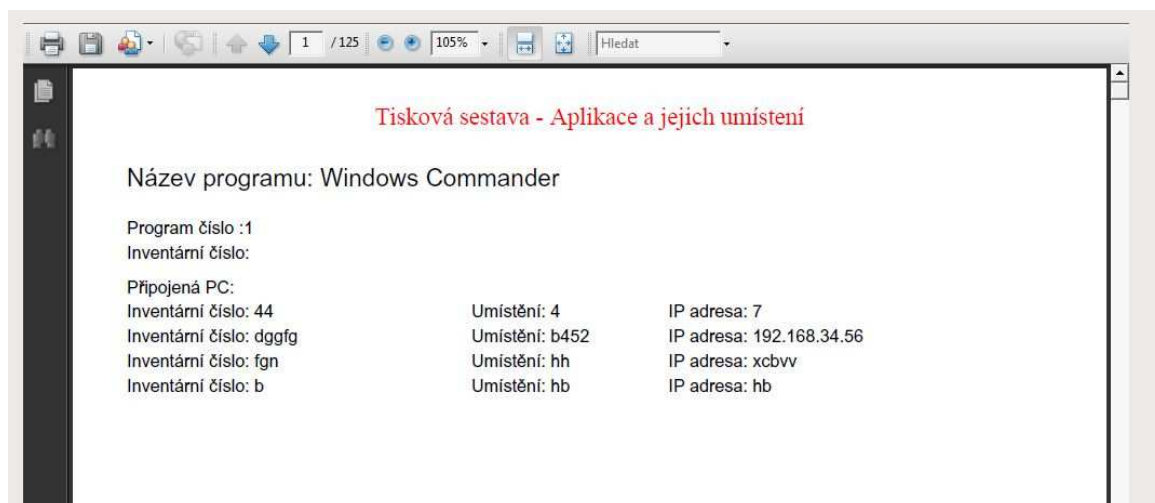 1 /125 105% Hledat
Tisková sestava - Aplikace a jejich umístení
Název programu: Windows Commander
Program číslo :1
Inventární číslo:
Připojená PC:
Inventární číslo: 44 Umístění: 4 IP adresa: 7
Inventární číslo: dggfg Umístění: b452 IP adresa: 192.168.34.56
Inventární číslo: fgn Umístění: hh IP adresa: xcbvv
Inventární číslo: b Umístění: hb IP adresa: hb